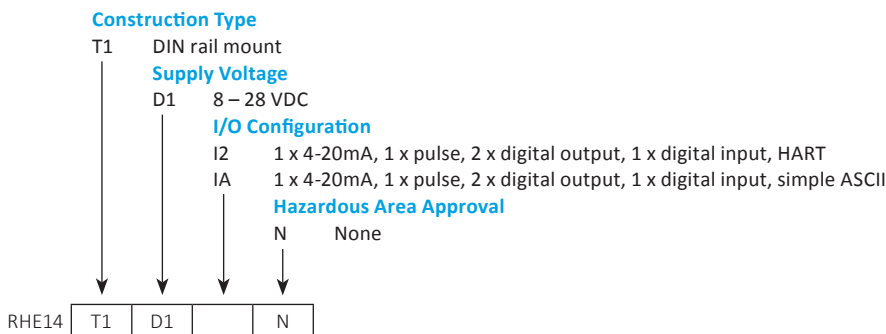 Construction Type
T1 DIN rail mount
Supply Voltage
D1 8 – 28 VDC
I/O Configuration
I2 1 x 4-20mA, 1 x pulse, 2 x digital output, 1 x digital input, HART
IA 1 x 4-20mA, 1 x pulse, 2 x digital output, 1 x digital input, simple ASCII
Hazardous Area Approval
N None
RHE14 T1 D1 N